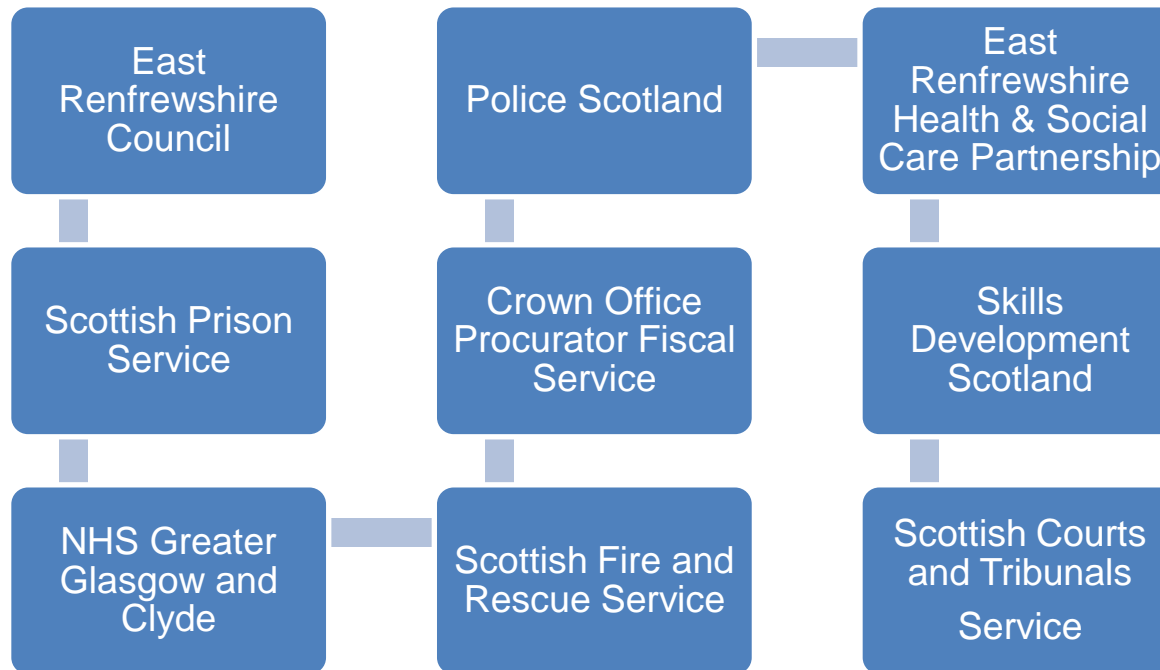 East
Renfrewshire
Council
Police Scotland
East
Renfrewshire
Health & Social
Care Partnership
Scottish Prison
Service
Crown Office
Procurator Fiscal
Service
Skills
Development
Scotland
NHS Greater
Glasgow and
Clyde
Scottish Fire and
Rescue Service
Scottish Courts
and Tribunals
Service